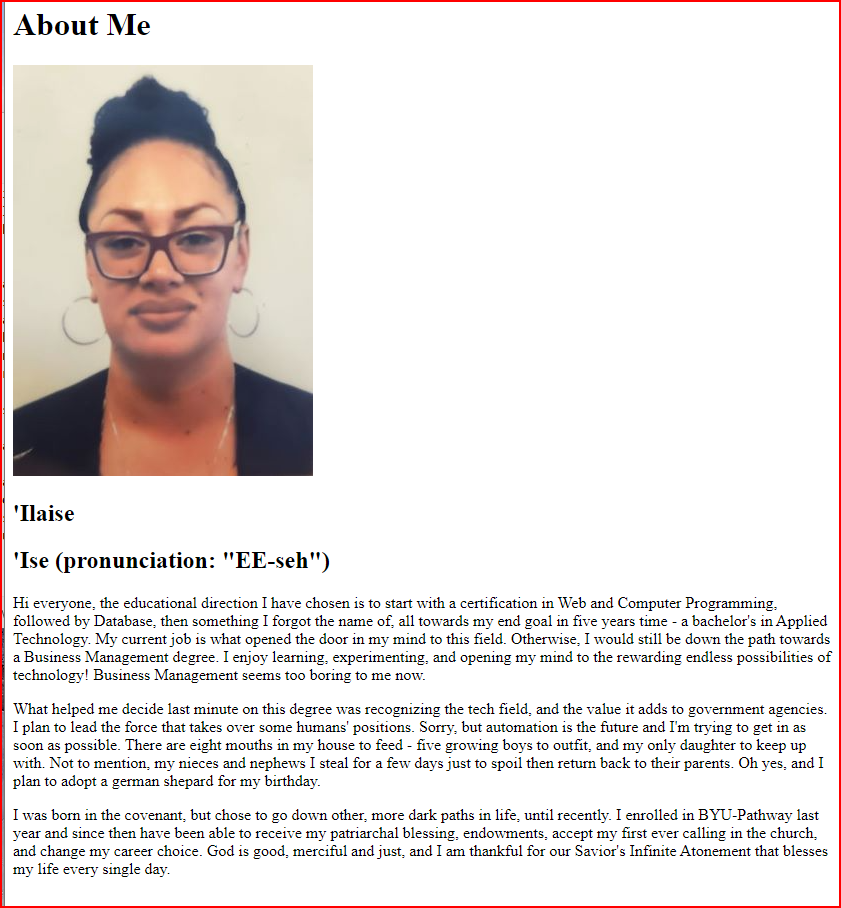 About Me
'Ilaise
'Ise (pronunciation: "EE-seh")
Hi everyone, the educational direction I have chosen is to start with a certification in Web and Computer Programming,
followed by Database, then something I forgot the name of, all towards my end goal in five years time - a bachelor's in Applied
Technology. My current job is what opened the door in my mind to this field. Otherwise, I would still be down the path towards
a Business Management degree. I enjoy learning, experimenting, and opening my mind to the rewarding endless possibilities of
technology! Business Management seems too boring to me now.
What helped me decide last minute on this degree was recognizing the tech field, and the value it adds to government agencies.
I plan to lead the force that takes over some humans' positions. Sorry, but automation is the future and I'm trying to get in as
soon as possible. There are eight mouths in my house to feed - five growing boys to outfit, and my only daughter to keep up
with. Not to mention, my nieces and nephews I steal for a few days just to spoil then return back to their parents. Oh yes, and I
plan to adopt a german shepard for my birthday.
I was born in the covenant, but chose to go down other, more dark paths in life, until recently. I enrolled in BYU-Pathway last
year and since then have been able to receive my patriarchal blessing, endowments, accept my first ever calling in the church,
and change my career choice. God is good, merciful and just, and I am thankful for our Savior's Infinite Atonement that blesses
my life every single day.